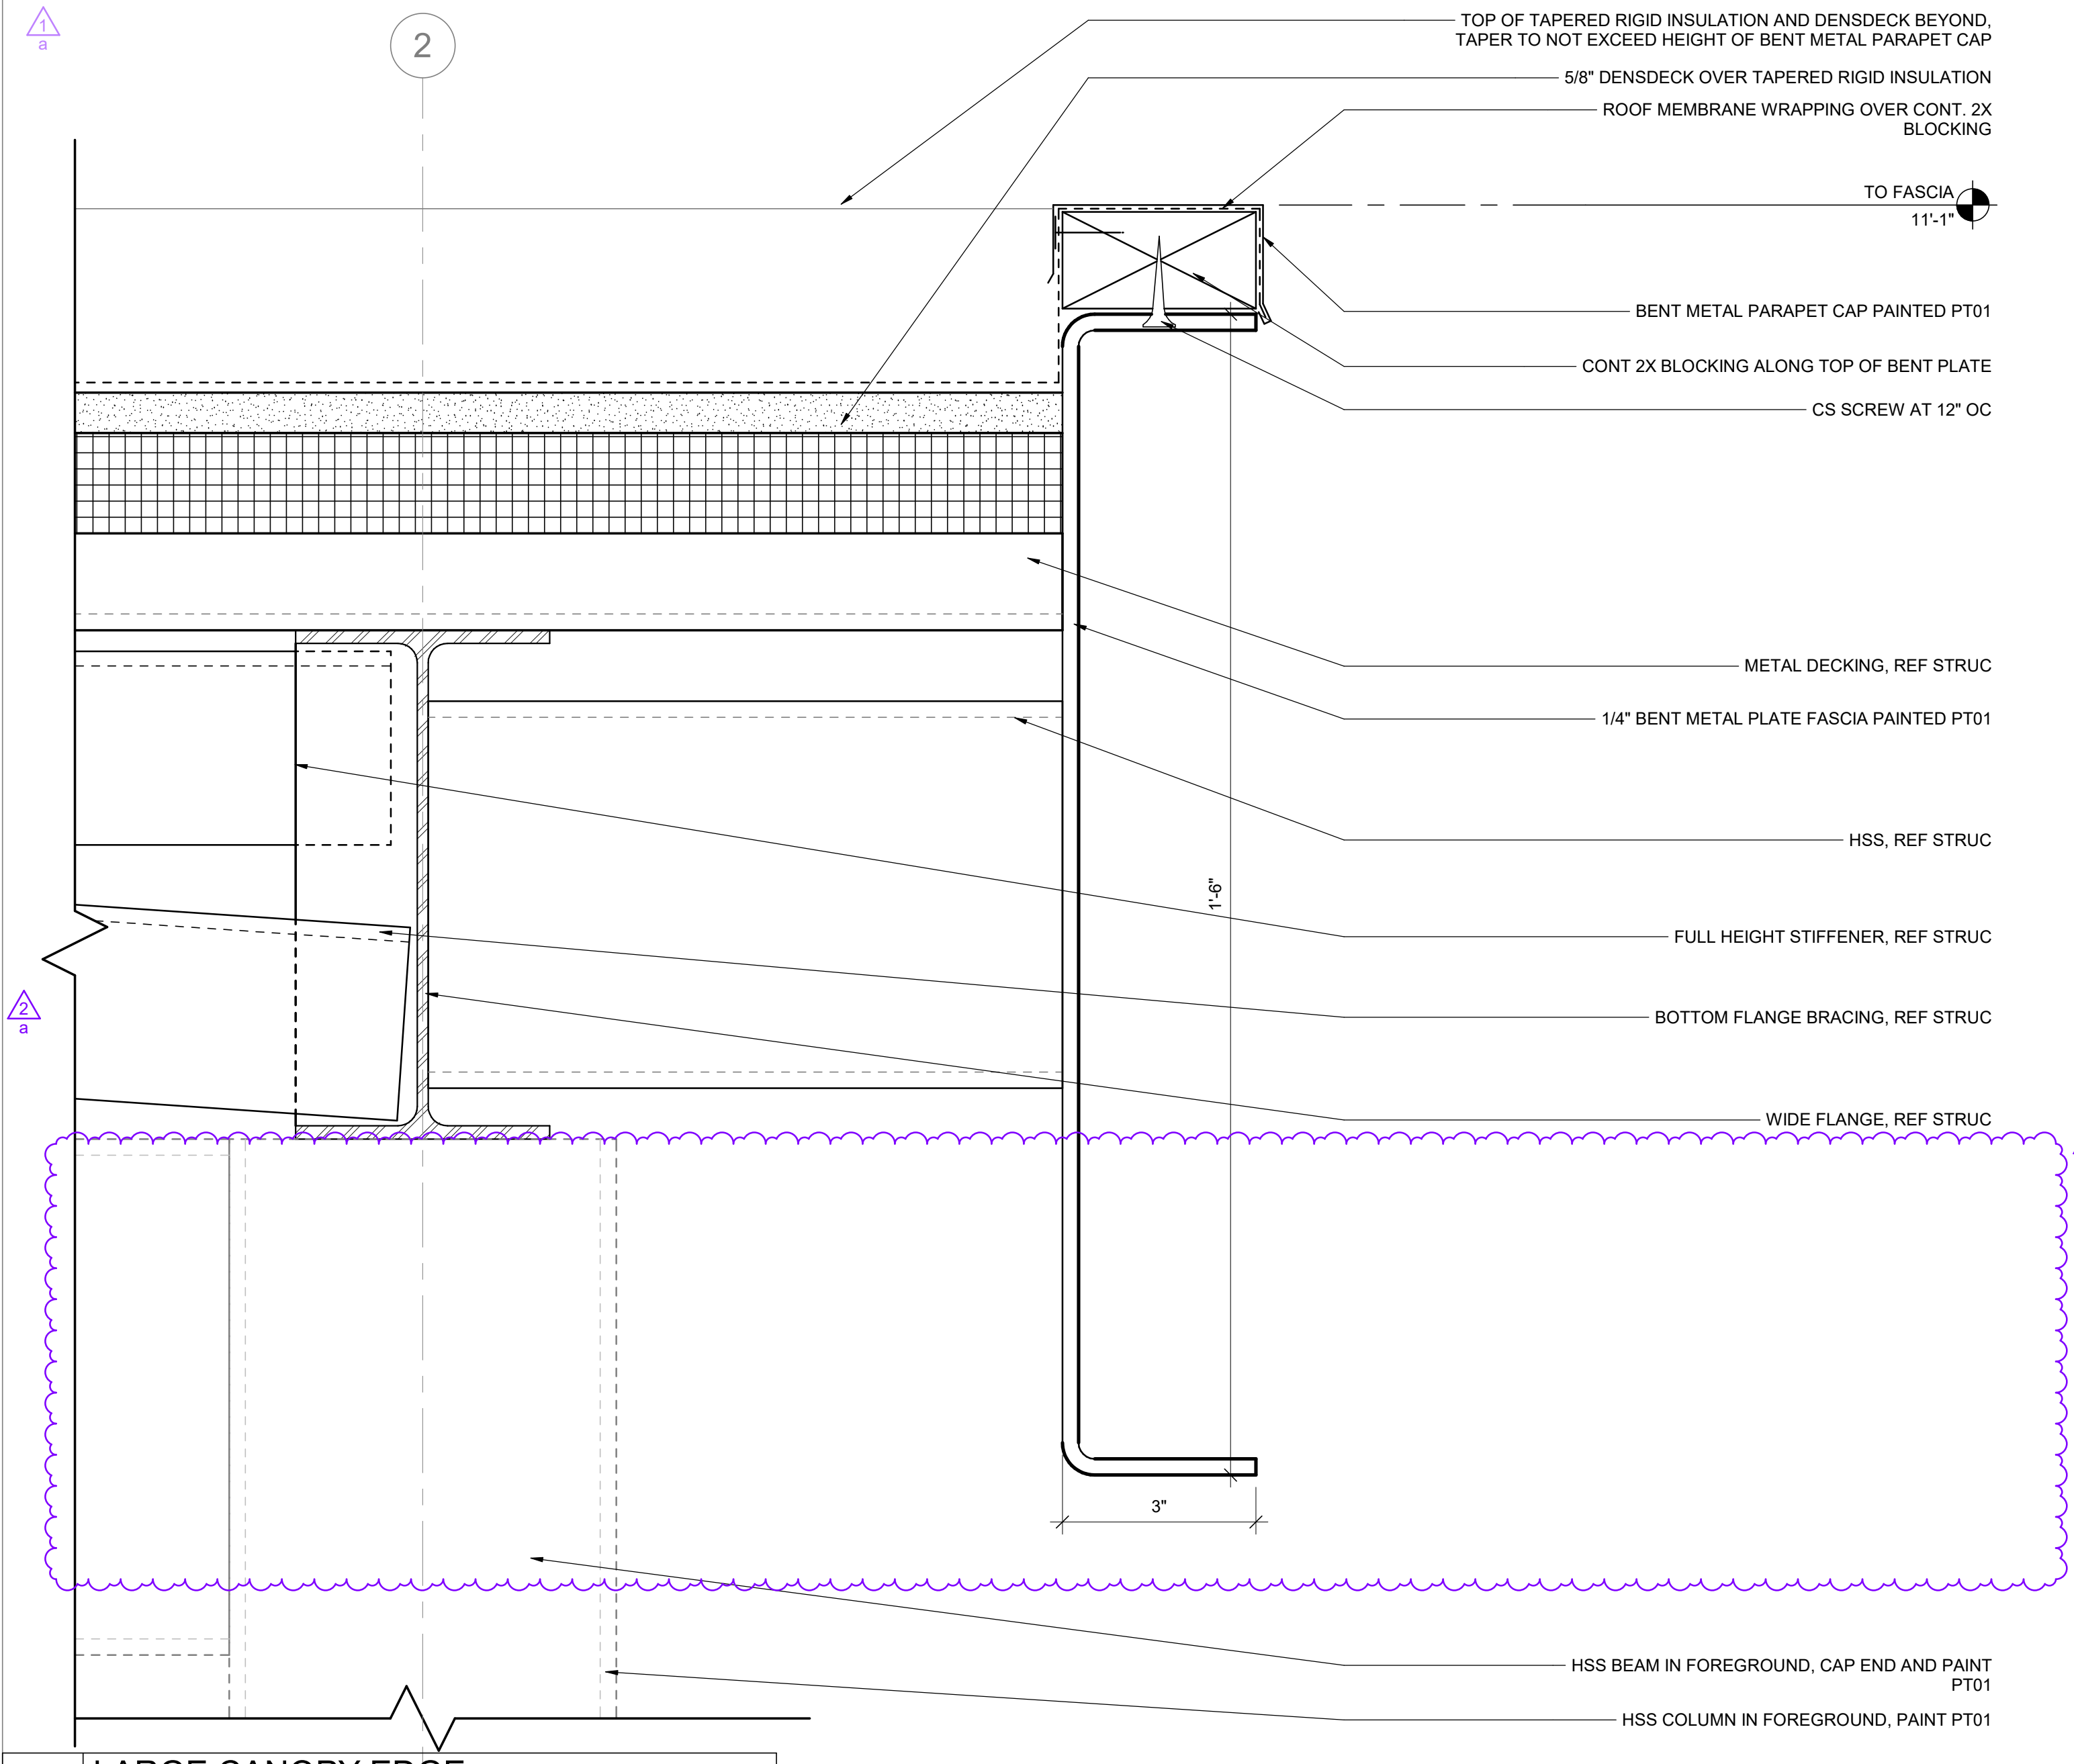 1
a
2
TOP OF TAPERED RIGID INSULATION AND DENSDECK BEYOND,
TAPER TO NOT EXCEED HEIGHT OF BENT METAL PARAPET CAP
5/8" DENSDECK OVER TAPERED RIGID INSULATION
ROOF MEMBRANE WRAPPING OVER CONT. 2X
BLOCKING
TO FASCIA
11'-1"
BENT METAL PARAPET CAP PAINTED PT01
CONT 2X BLOCKING ALONG TOP OF BENT PLATE
CS SCREW AT 12" OC
METAL DECKING, REF STRUC
1/4" BENT METAL PLATE FASCIA PAINTED PT01
HSS, REF STRUC
1'-6"
FULL HEIGHT STIFFENER, REF STRUC
2
a
BOTTOM FLANGE BRACING, REF STRUC
WIDE FLANGE, REF STRUC
3"
HSS BEAM IN FOREGROUND, CAP END AND PAINT
PT01
HSS COLUMN IN FOREGROUND, PAINT PT01
LARGE CANOPY EDGE